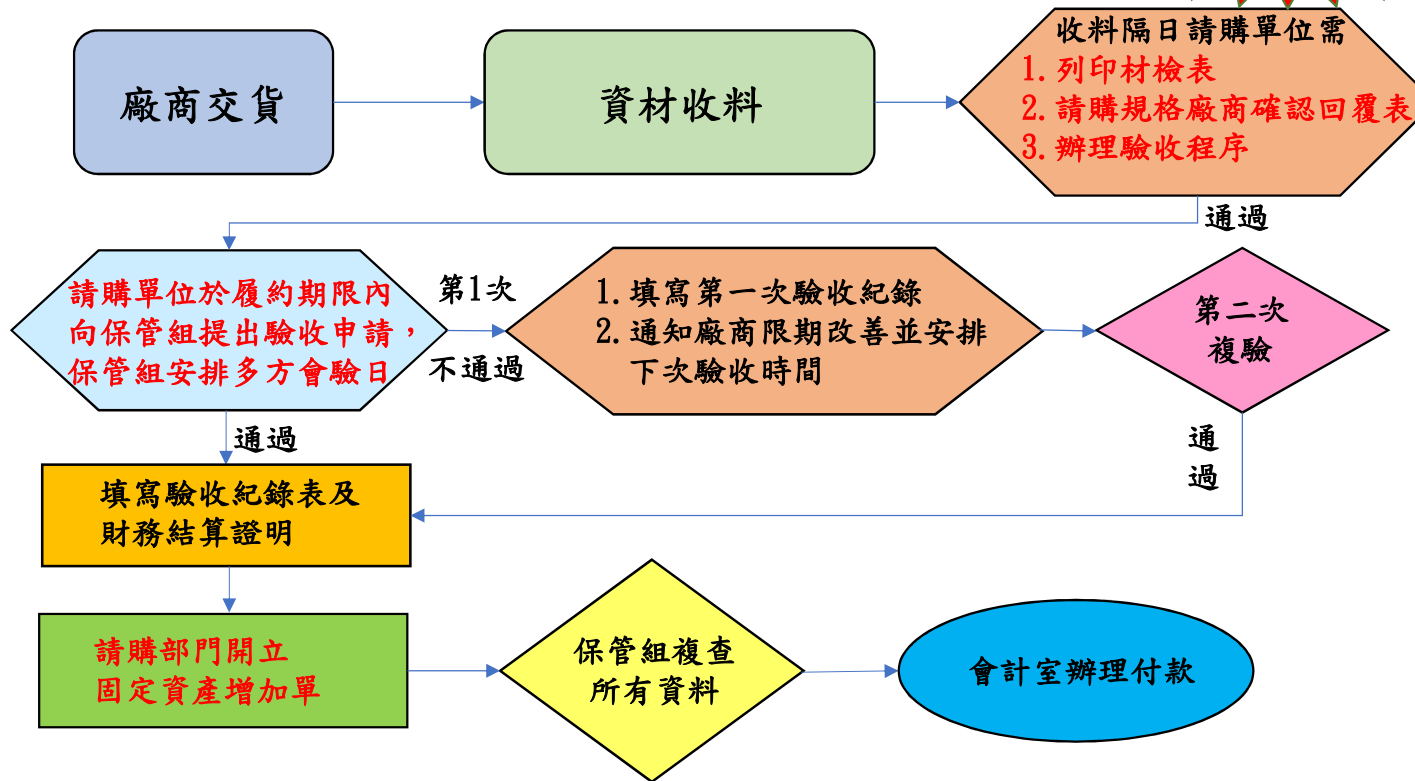 廠商交貨
資材收料
收料隔日請購單位需
1.列印材檢表
2.請購規格廠商確認回覆表
3.辦理驗收程序
通過
請購單位於履約期限內
向保管組提出驗收申請，
保管組安排多方會驗日
第1次
不通過
1.填寫第一次驗收紀錄
2.通知廠商限期改善並安排
下次驗收時間
第二次
複驗
通過
通
過
填寫驗收紀錄表及
財務結算證明
請購部門開立
固定資產增加單
保管組複查
所有資料
會計室辦理付款